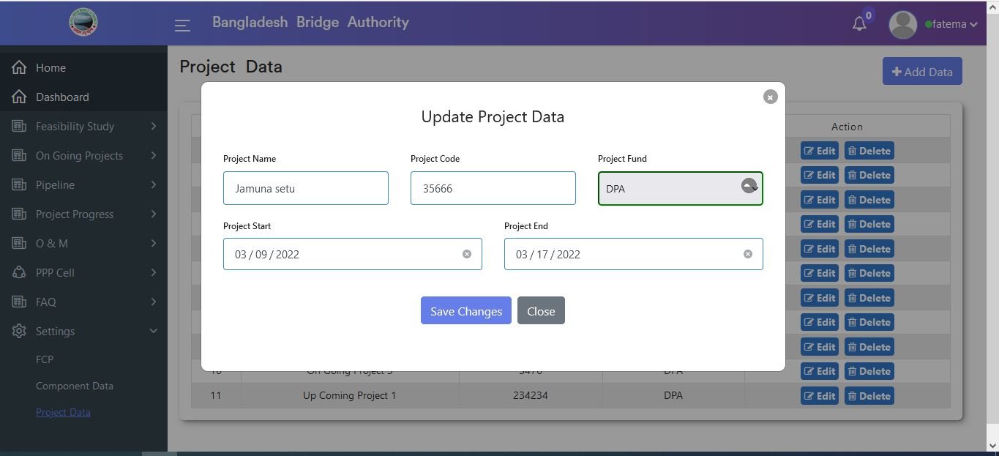 Bangladesh Bridge Authority
0
fatema
Home
Dashboard
Feasibility Study
On Going Projects
Pipeline
Project Progress
O & M
PPP Cell
FAQ
Settings
FCP
Component Data
Project Data
Project Data
+ Add Data
Action
Edit Delete
Edit Delete
Edit Delete
Edit Delete
Edit Delete
Edit Delete
Edit Delete
Edit Delete
Edit Delete
Update Project Data
Project Name Project Code Project Fund
Jamuna setu 35666 DPA
Project Start Project End
03 / 09 / 2022 03 / 17 / 2022
Save Changes Close
10 On Going Project 3 3476 DPA Edit Delete
11 Up Coming Project 1 234234 DPA Edit Delete